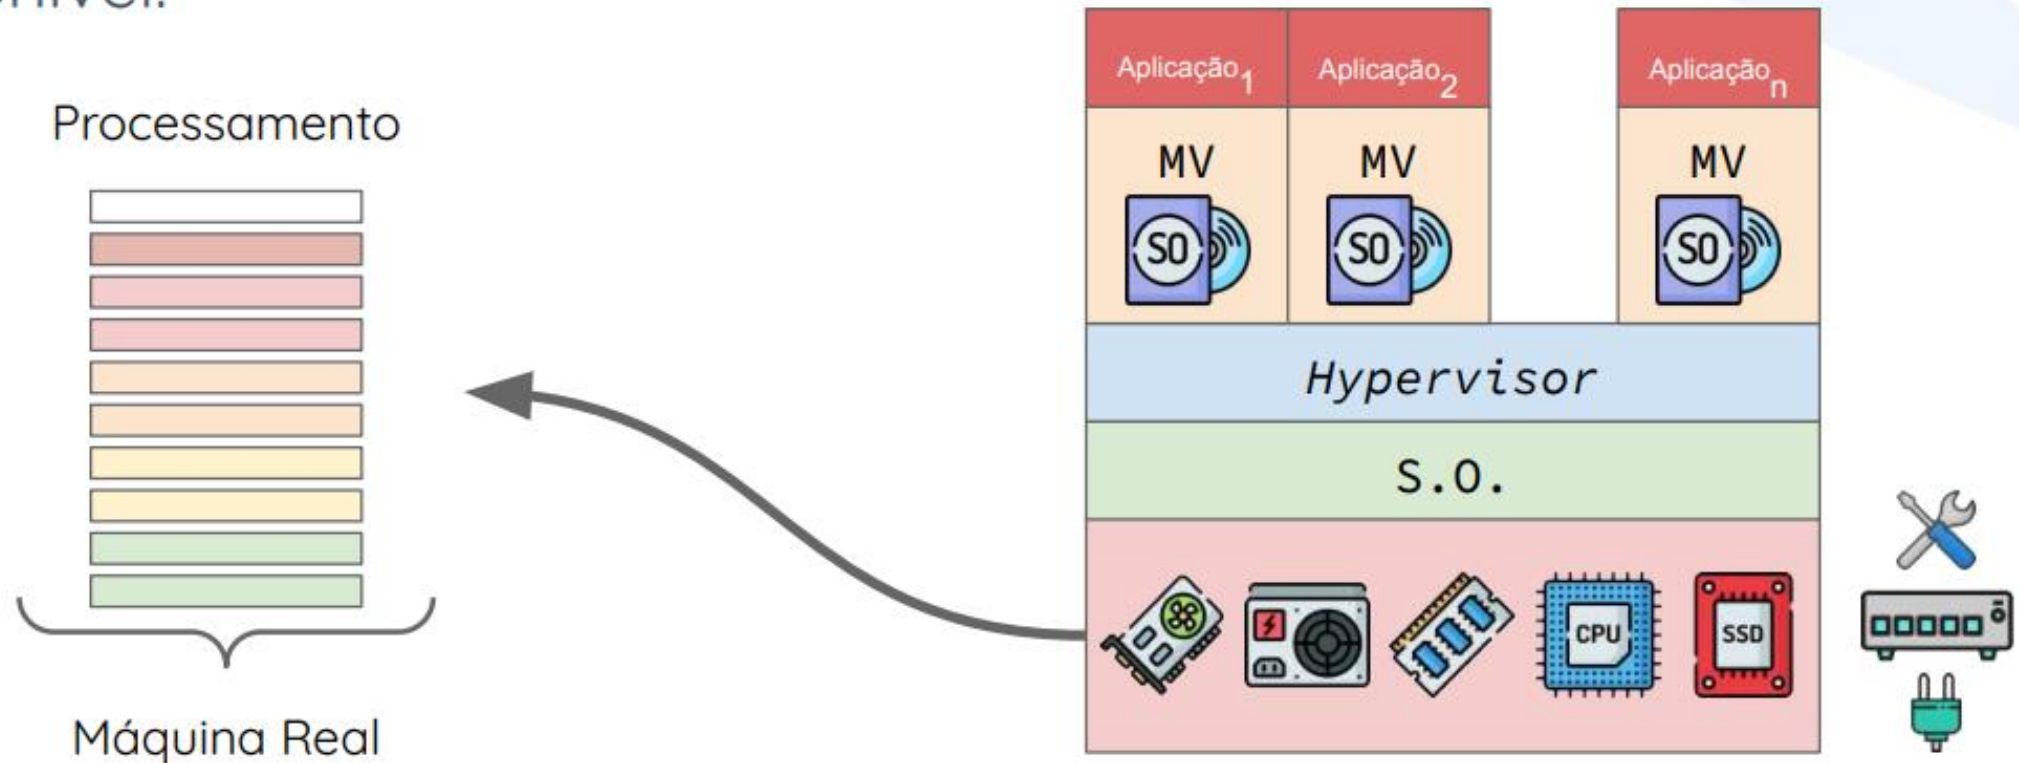 Processamento
Máquina Real
Aplicação1
Aplicação2
Aplicaçãon
MV
MV
MV
SO
SO
SO
Hypervisor
S.O.
CPU
SSD